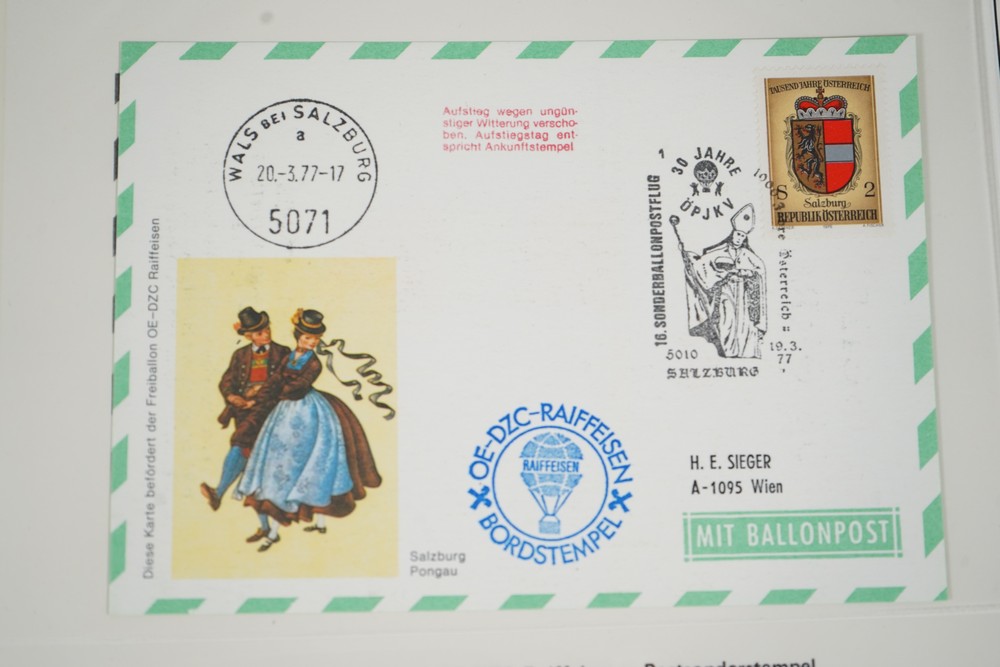 WALS BEI SALZBURG
a
20.-3.77-17
5071
Aufstieg wegen ungün-
stiger Witterung verscho-
ben. Aufstiegstag ent-
spricht Ankunftstempel
TAUSEND JAHRE ÖSTERREICH
S 2
Salzburg
REPUBLIK ÖSTERREICH
16. SONDERBALLONPOSTFLUG
30 JAHRE
ÖPJKV
Österreich
19.3.
77
5010
SALZBURG
Diese Karte befördert der Freiballon OE-DZC Raiffeisen
OE-DZC-RAIFFEISEN
RAIFFEISEN
BORDSTEMPEL
Salzburg
Pongau
H. E. SIEGER
A-1095 Wien
MIT BALLONPOST